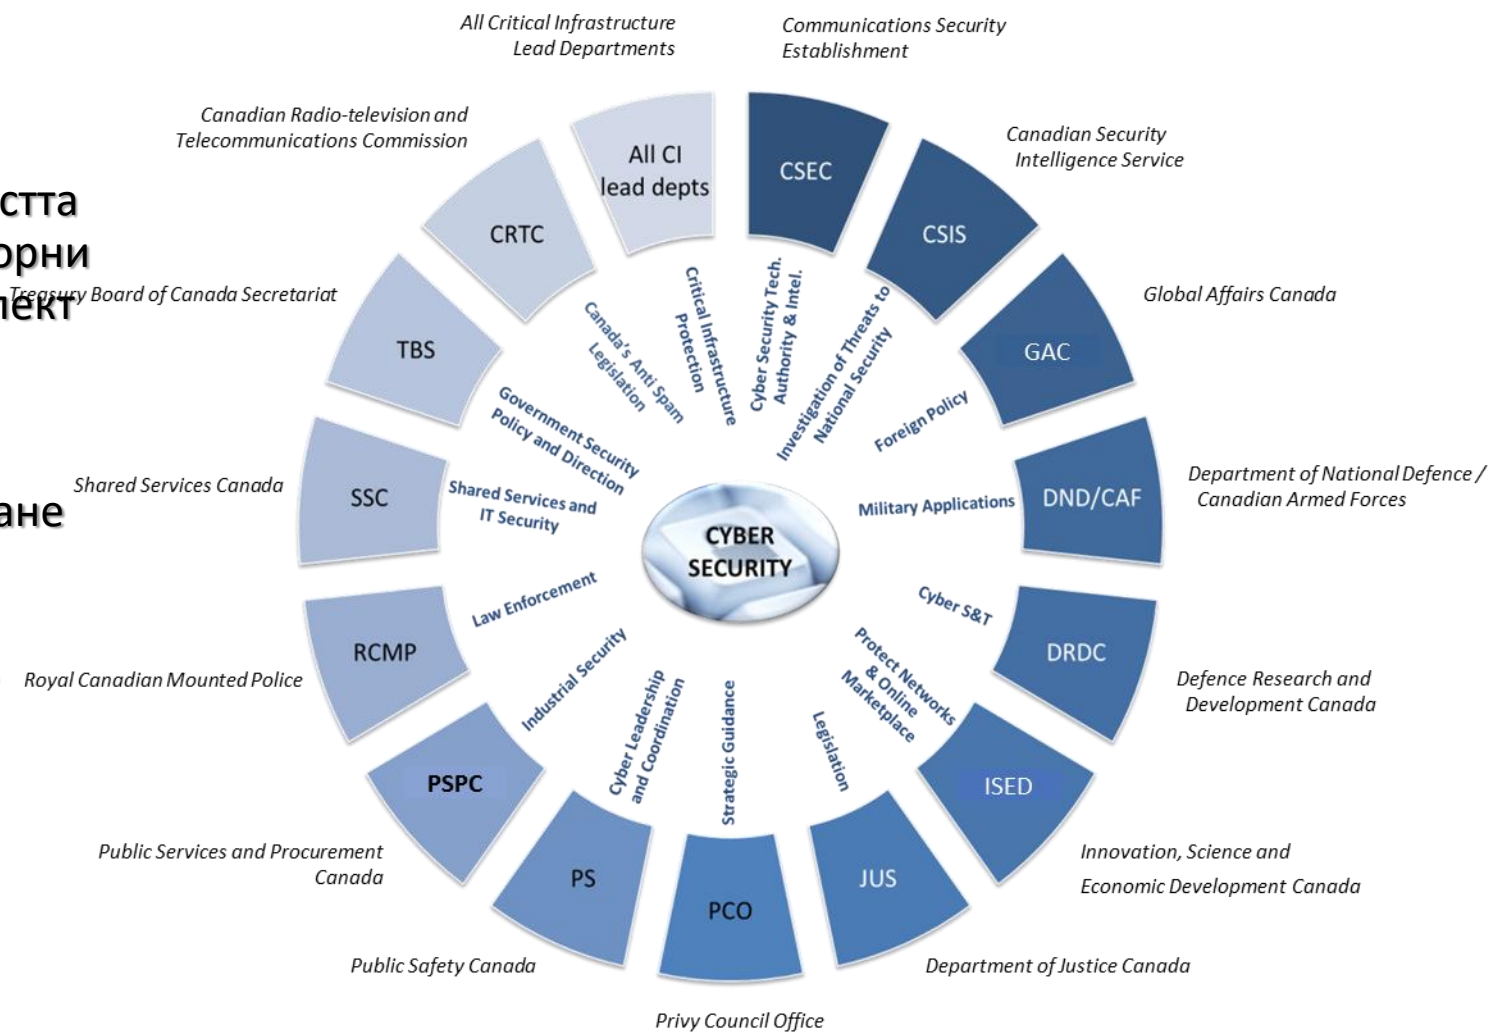 All Critical Infrastructure
Lead Departments
Communications Security
Establishment
Canadian Radio-television and
Telecommunications Commission
Canadian Security
Intelligence Service
All CI
lead depts
CSEC
CRTC
CSIS
стта
орни
лект
Treasury Board of Canada Secretariat
Global Affairs Canada
TBS
GAC
Canada's Anti Spam
Legislation
Critical Infrastructure
Protection
Cyber Security Tech.
Authority & Intel.
Investigation of Threats to
National Security
Foreign Policy
Government Security
Policy and Direction
Shared Services Canada
SSC
Shared Services and
IT Security
Military Applications
DND/CAF
Department of National Defence /
Canadian Armed Forces
ане
CYBER
SECURITY
Law Enforcement
Cyber S&T
RCMP
DRDC
Royal Canadian Mounted Police
Defence Research and
Development Canada
Industrial Security
Cyber Leadership
and Coordination
Strategic Guidance
Legislation
Protect Networks
& Online
Marketplace
PSPC
ISED
Public Services and Procurement
Canada
Innovation, Science and
Economic Development Canada
PS
PCO
JUS
Public Safety Canada
Department of Justice Canada
Privy Council Office